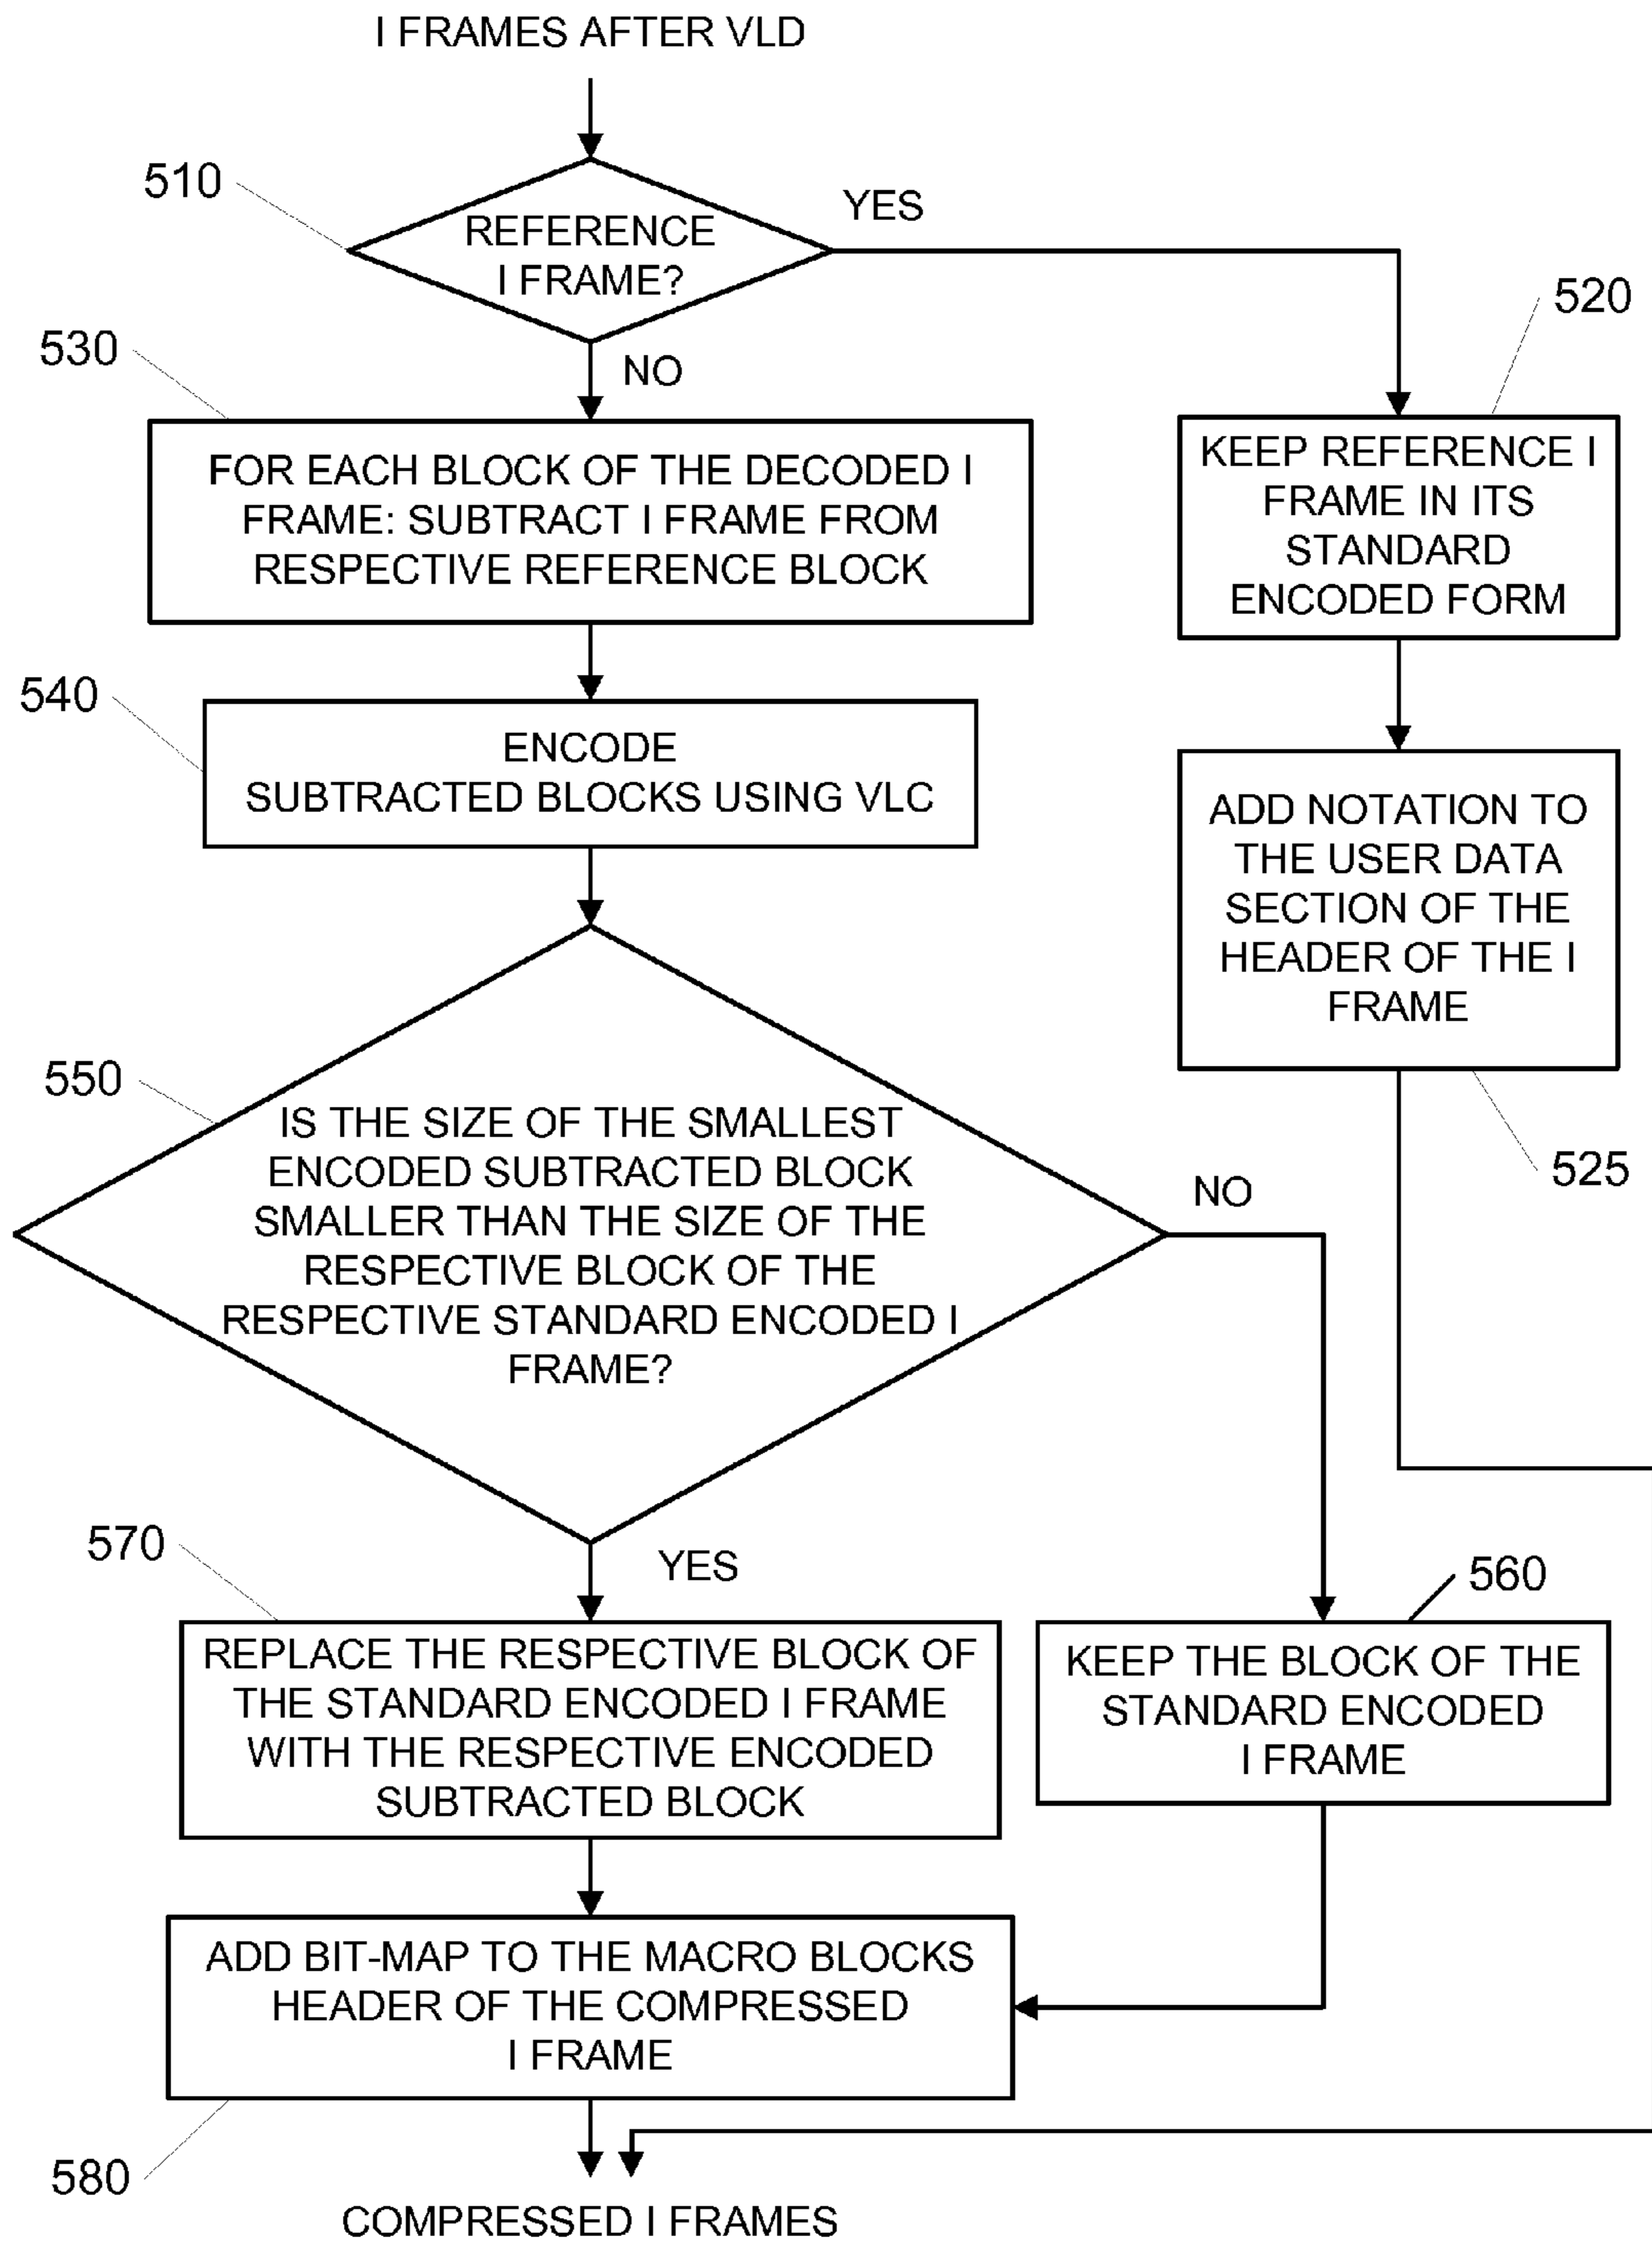 I FRAMES AFTER VLD
510
REFERENCE
I FRAME?
YES
NO
520
KEEP REFERENCE I
FRAME IN ITS
STANDARD
ENCODED FORM
530
FOR EACH BLOCK OF THE DECODED I
FRAME: SUBTRACT I FRAME FROM
RESPECTIVE REFERENCE BLOCK
540
ENCODE
SUBTRACTED BLOCKS USING VLC
ADD NOTATION TO
THE USER DATA
SECTION OF THE
HEADER OF THE I
FRAME
525
550
IS THE SIZE OF THE SMALLEST
ENCODED SUBTRACTED BLOCK
SMALLER THAN THE SIZE OF THE
RESPECTIVE BLOCK OF THE
RESPECTIVE STANDARD ENCODED I
FRAME?
NO
YES
570
REPLACE THE RESPECTIVE BLOCK OF
THE STANDARD ENCODED I FRAME
WITH THE RESPECTIVE ENCODED
SUBTRACTED BLOCK
560
KEEP THE BLOCK OF THE
STANDARD ENCODED
I FRAME
ADD BIT-MAP TO THE MACRO BLOCKS
HEADER OF THE COMPRESSED
I FRAME
580
COMPRESSED I FRAMES